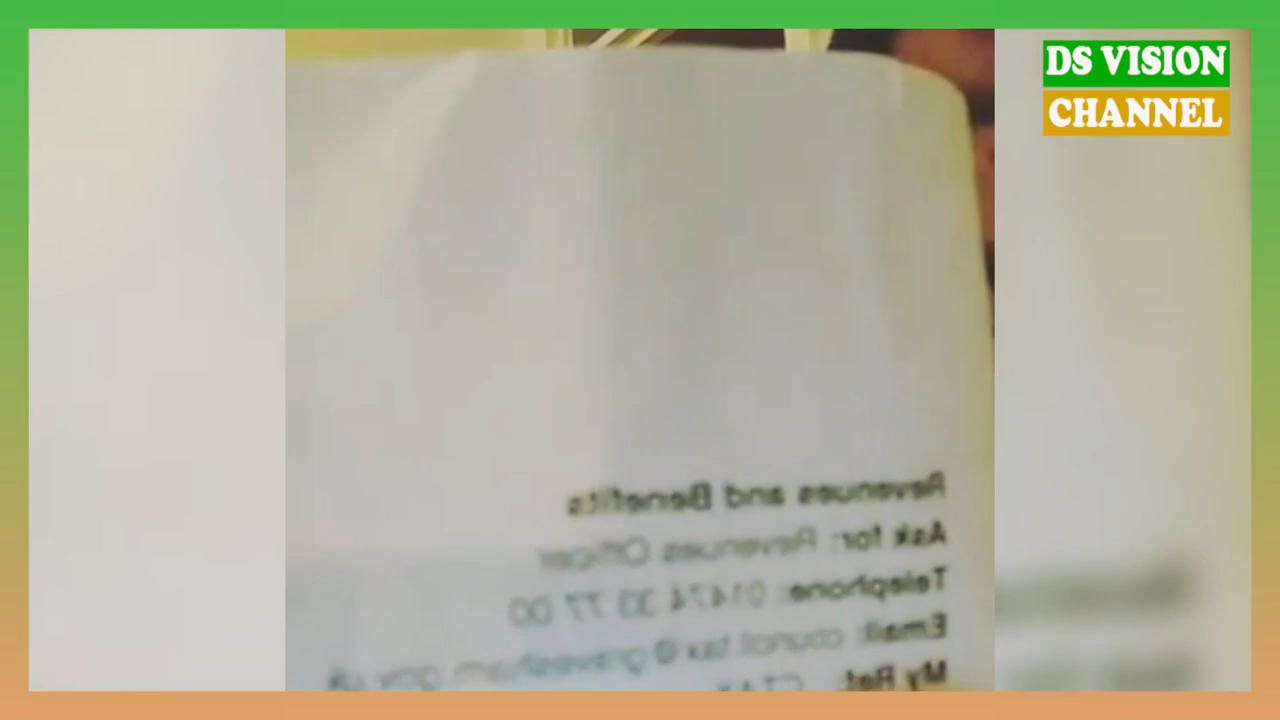 DS VISION
CHANNEL
Revenues and Benefits
Ask for: Revenues Officer
Telephone: 01474 33 77 00
Email: council.tax@gravesham.gov.uk
My Ref: CTAX